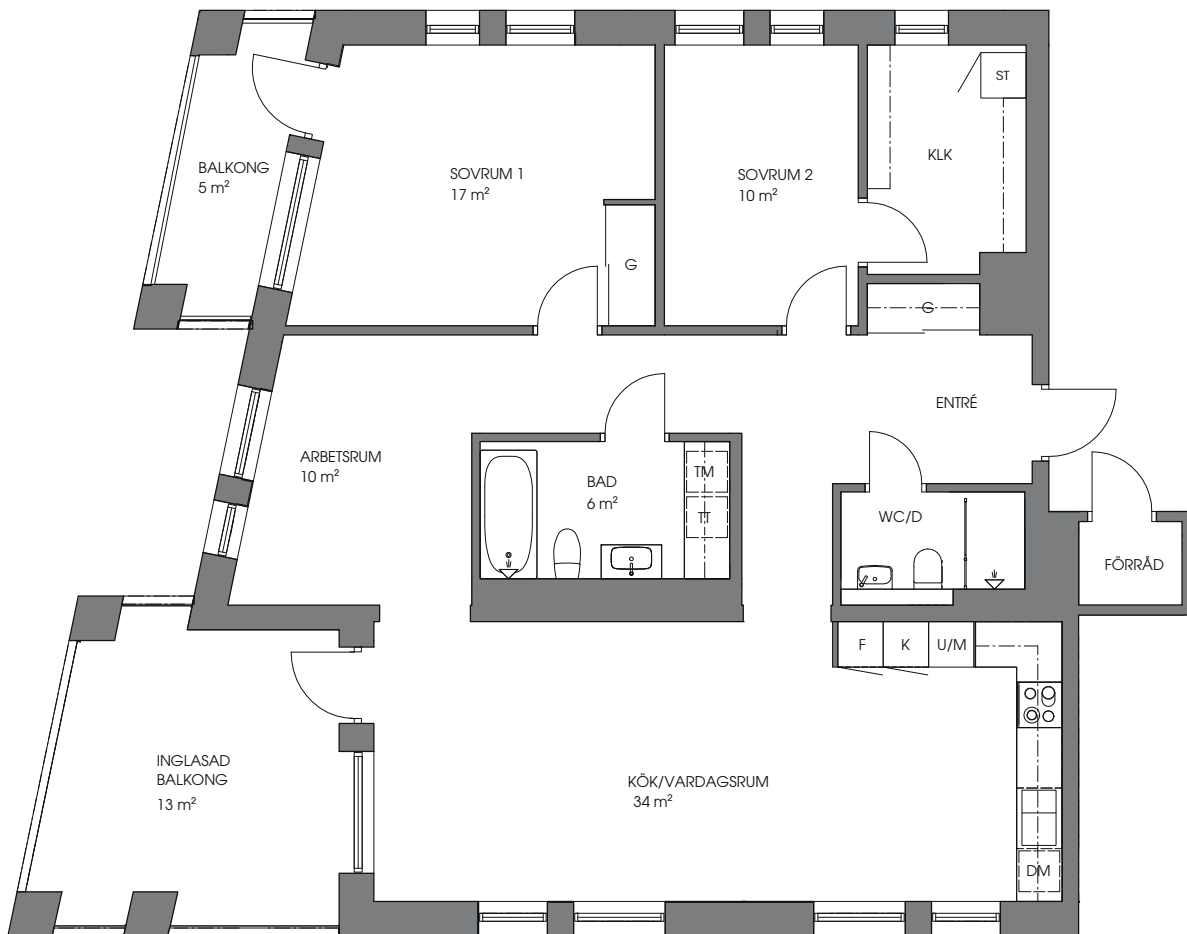 ST
BALKONG
5 m²
SOVRUM 1
17 m²
SOVRUM 2
10 m²
KLK
G
G
ENTRÉ
ARBETSRUM
10 m²
BAD
6 m²
TM
TT
WC/D
FÖRRÅD
F
K
U/M
INGLASAD
BALKONG
13 m²
KÖK/VARDAGSRUM
34 m²
DM